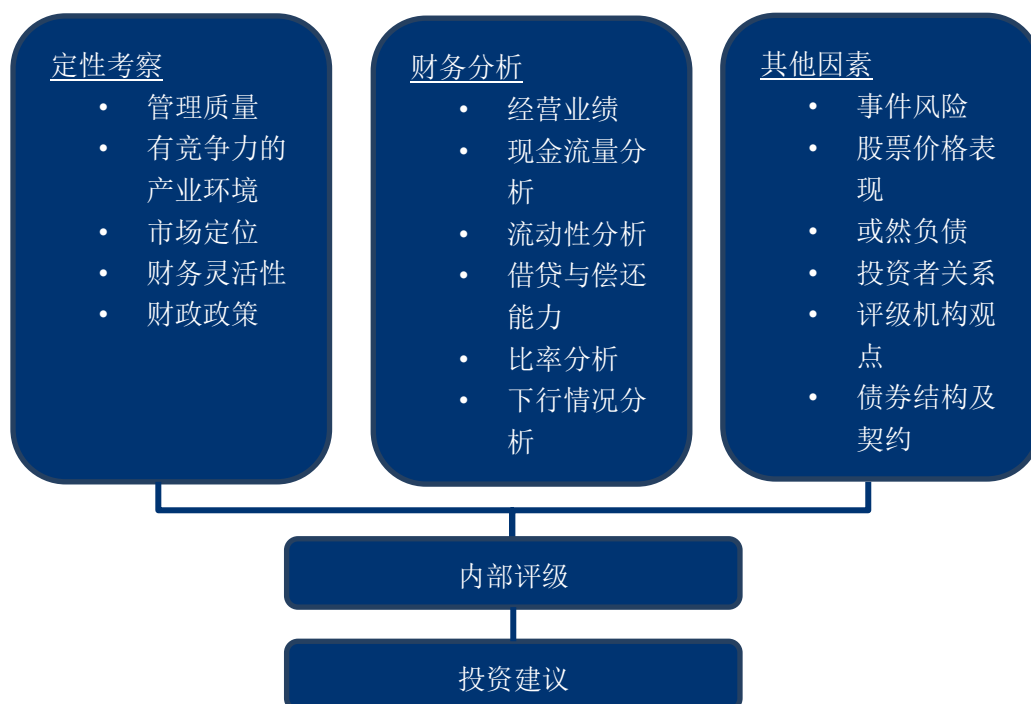 定性考察
• 管理质量
• 有竞争力的
产业环境
• 市场定位
• 财务灵活性
• 财政政策
财务分析
• 经营业绩
• 现金流量分
析
• 流动性分析
• 借贷与偿还
能力
• 比率分析
• 下行情况分
析
其他因素
• 事件风险
• 股票价格表
现
• 或然负债
• 投资者关系
• 评级机构观
点
• 债券结构及
契约
内部评级
投资建议